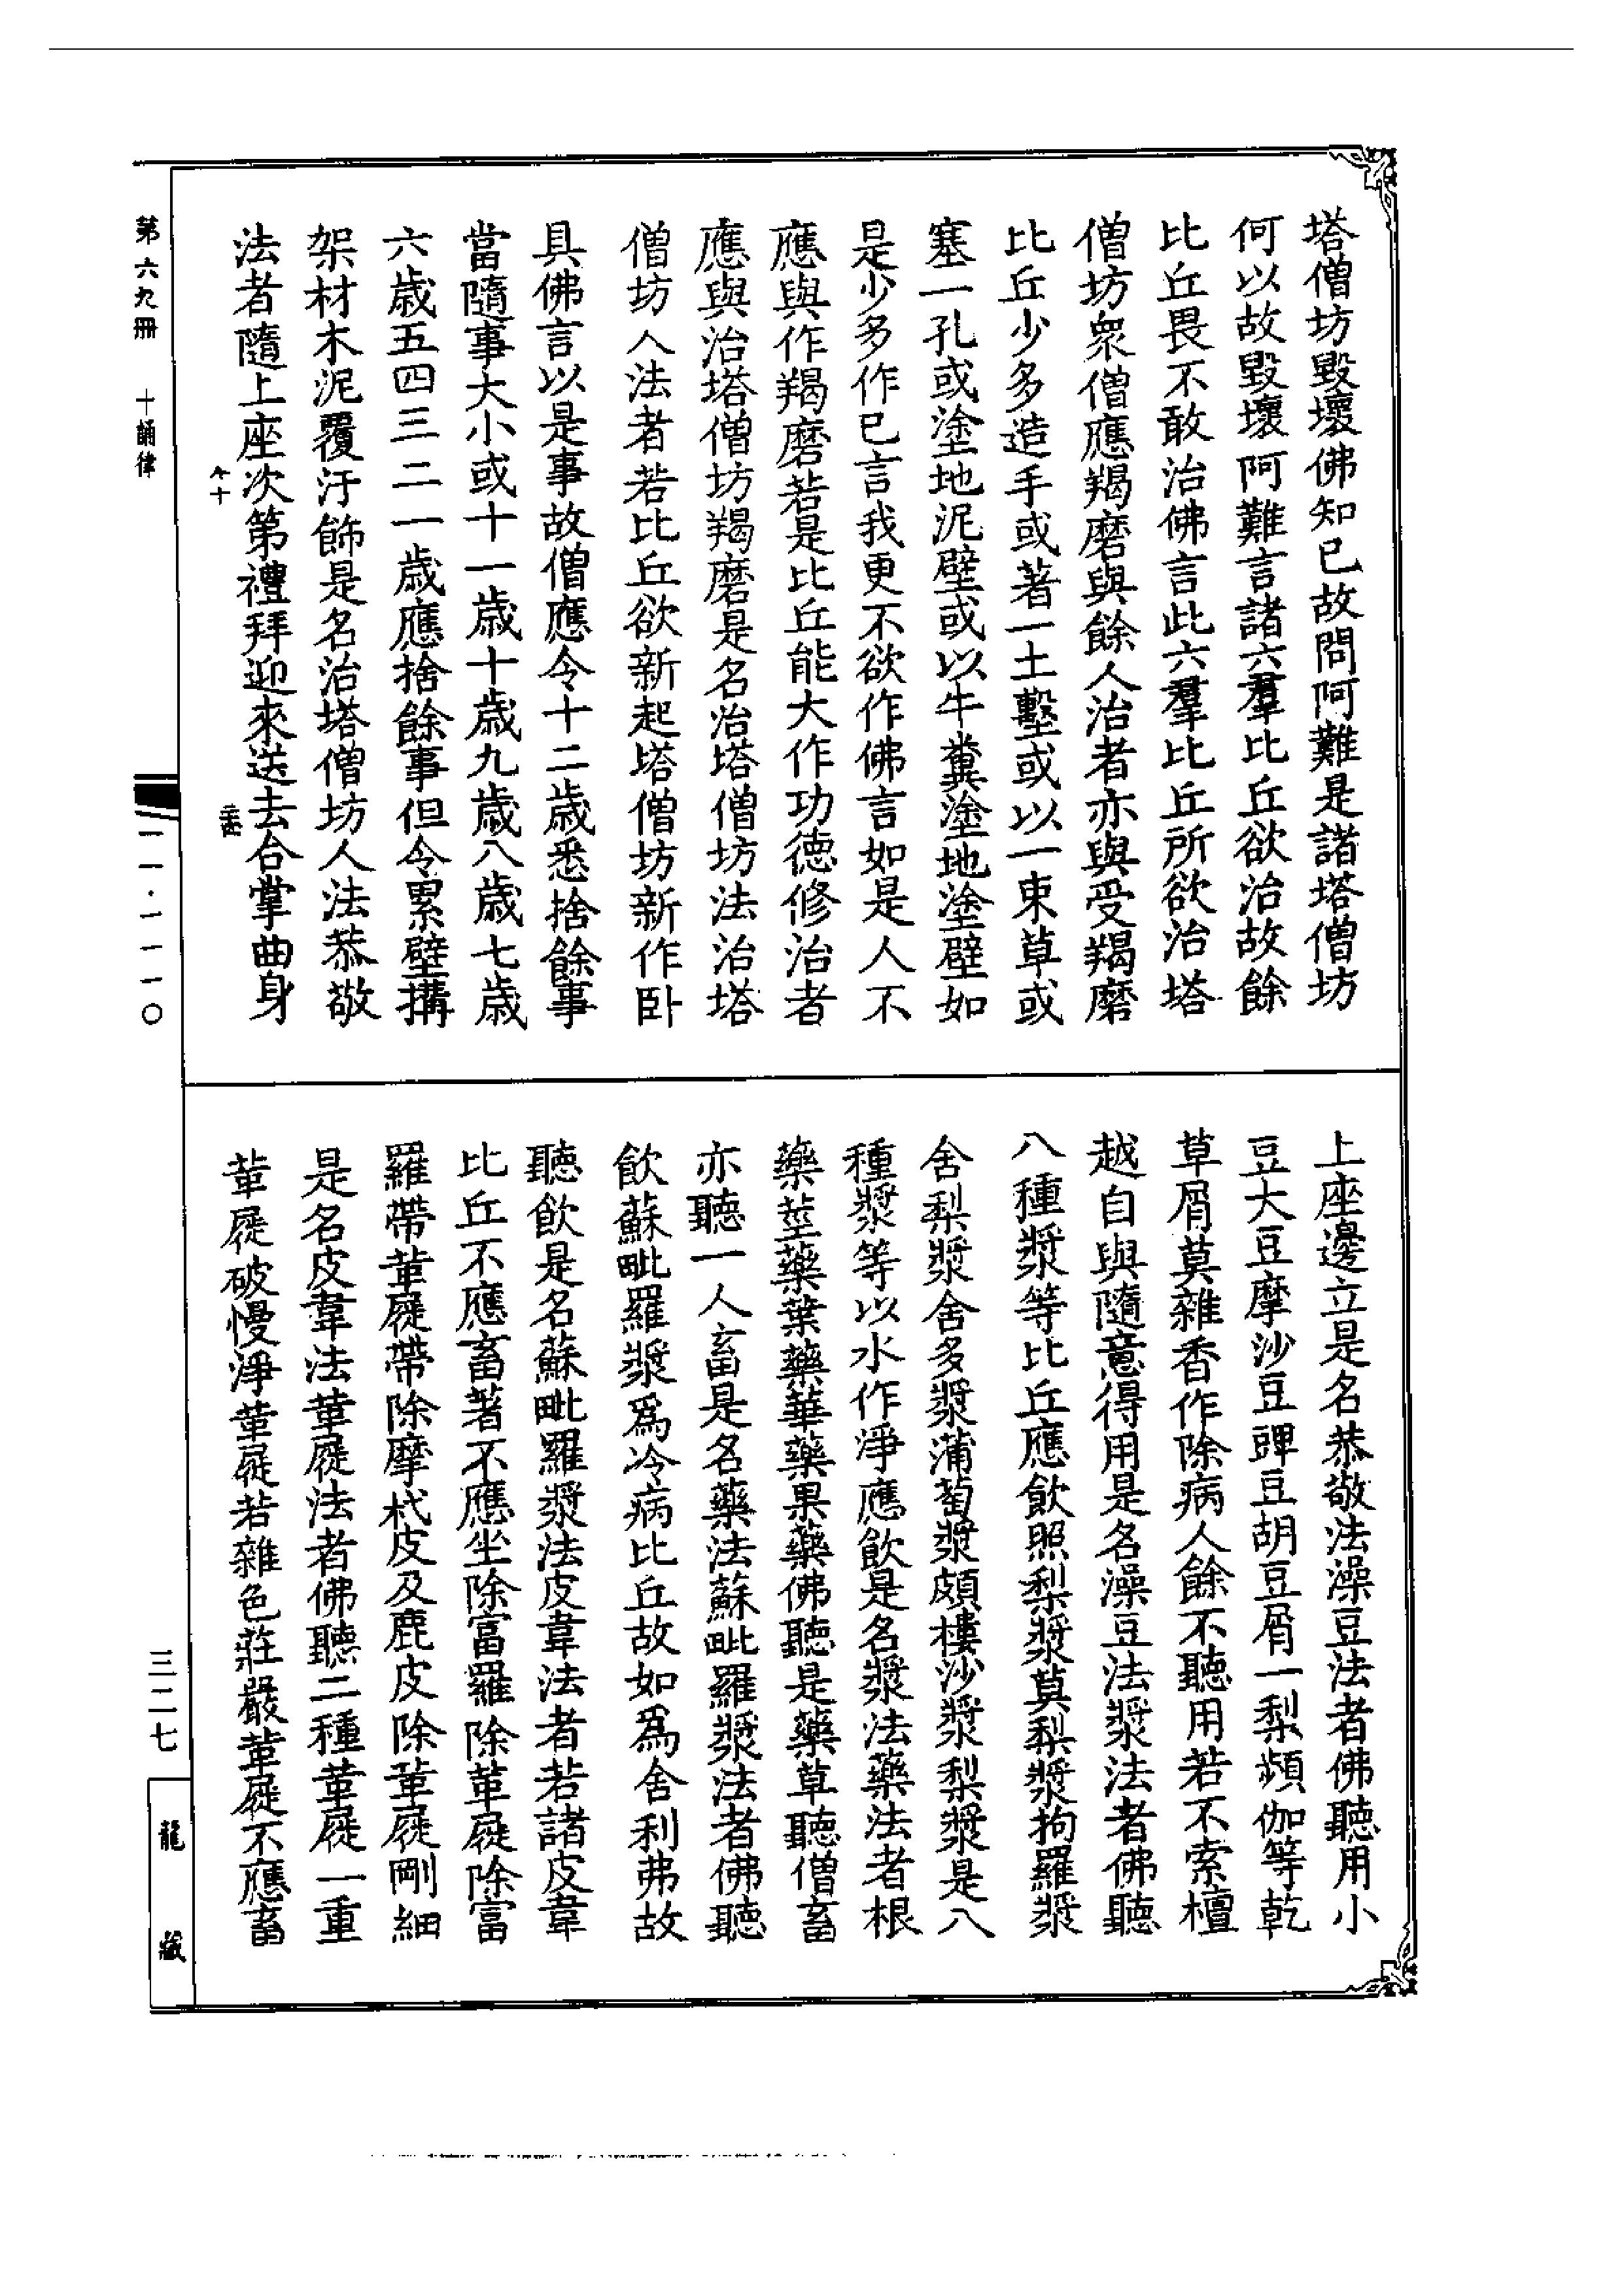 塔僧坊毀壞佛知已故問阿難是諸塔僧坊
何以故毀壞阿難言諸六羣比丘欲治故餘
比丘畏不敢治佛言此六羣比丘所欲治塔
僧坊衆僧應羯磨與餘人治者亦與受羯磨
比丘少多造手或著一土墼或以一束草或
塞一孔或塗地泥壁或以牛糞塗地塗壁如
是少多作已言我更不欲作佛言如是人不
應與作羯磨若是比丘能大作功德修治者
應與治塔僧坊羯磨是名治塔僧坊法治塔
僧坊人法者若比丘欲新起塔僧坊新作卧
具佛言以是事故僧應令十二歲悉捨餘事
當隨事大小或十一歲十歲九歲八歲七歲
六歲五四三二一歲應捨餘事但令累壁搆
架材木泥覆汙飾是名治塔僧坊人法恭敬
法者隨上座次第禮拜迎來送去合掌曲身
上座邊立是名恭敬法澡豆法者佛聽用小
豆大豆摩沙豆豍豆胡豆屑一梨頻伽等乾
草屑莫雜香作除病人餘不聽用若不索檀
越自與隨意得用是名澡豆法漿法者佛聽
八種漿等比丘應飲照梨漿莫梨漿拘羅漿
舍梨漿舍多漿蒲萄漿頗樓沙漿梨漿是八
種漿等以水作淨應飲是名漿法藥法者根
藥莖藥葉藥華藥果藥佛聽是藥草聽僧畜
亦聽一人畜是名藥法蘇毗羅漿法者佛聽
飲蘇毗羅漿爲冷病比丘故如爲舍利弗故
聽飲是名蘇毗羅漿法皮韋法者若諸皮韋
比丘不應畜著不應坐除富羅除革屣除富
羅帶革屣帶除摩杙皮及鹿皮除革屣剛細
是名皮韋法革屣法者佛聽二種革屣一重
革屣破慢淨革屣若雜色莊嚴革屣不應畜
第六九冊 十誦律
一一·一一一〇
三二七
龍藏